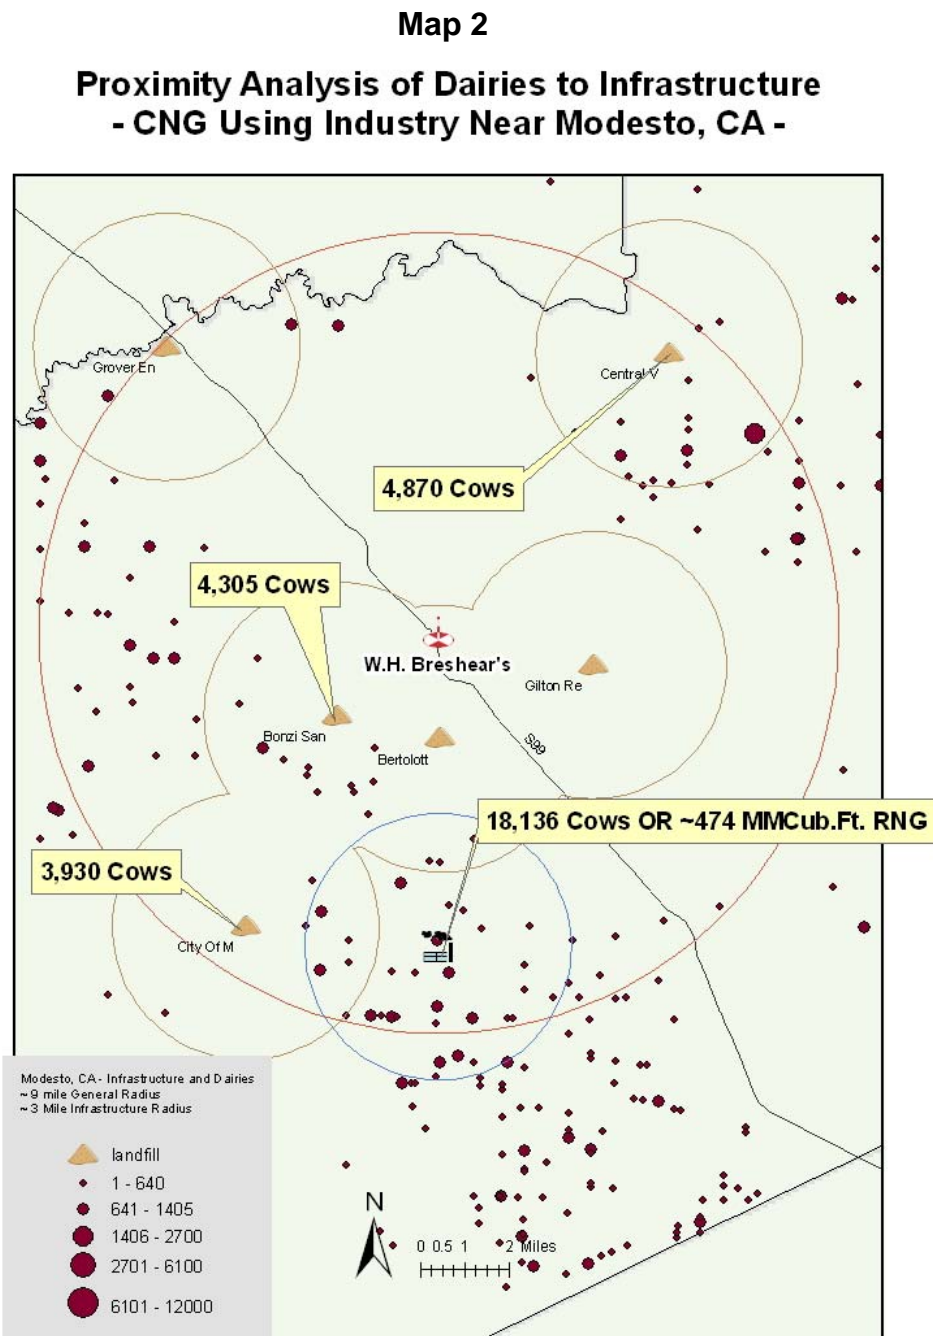 Map 2
Proximity Analysis of Dairies to Infrastructure
- CNG Using Industry Near Modesto, CA -
Grover En
Central V
4,870 Cows
4,305 Cows
W.H. Breshear's
Gilton Re
Bonzi San
Bertolott
S99
18,136 Cows OR ~474 MMCub.Ft. RNG
3,930 Cows
City Of M
Modesto, CA - Infrastructure and Dairies
~ 9 mile General Radius
~ 3 Mile Infrastructure Radius
landfill
1 - 640
641 - 1405
1406 - 2700
2701 - 6100
6101 - 12000
N
0 0.5 1 2 Miles